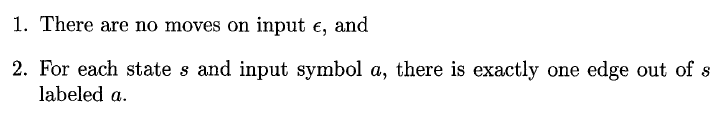 1. There are no moves on input ϵ, and
2. For each state s and input symbol a, there is exactly one edge out of s
labeled a.